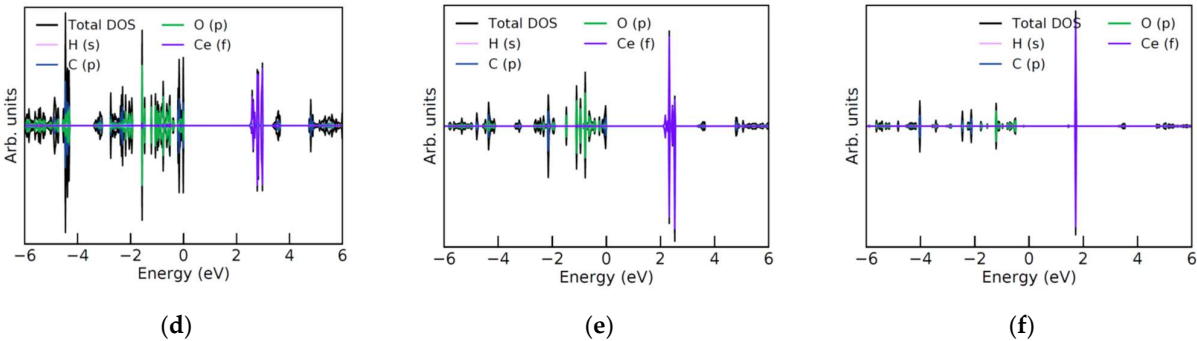 Total DOS
H (s)
C (p)
O (p)
Ce (f)
Arb. units
−6 −4 −2 0 2 4 6
Energy (eV)
(d)
Total DOS
H (s)
C (p)
O (p)
Ce (f)
Arb. units
−6 −4 −2 0 2 4 6
Energy (eV)
(e)
Total DOS
H (s)
C (p)
O (p)
Ce (f)
Arb. units
−6 −4 −2 0 2 4 6
Energy (eV)
(f)